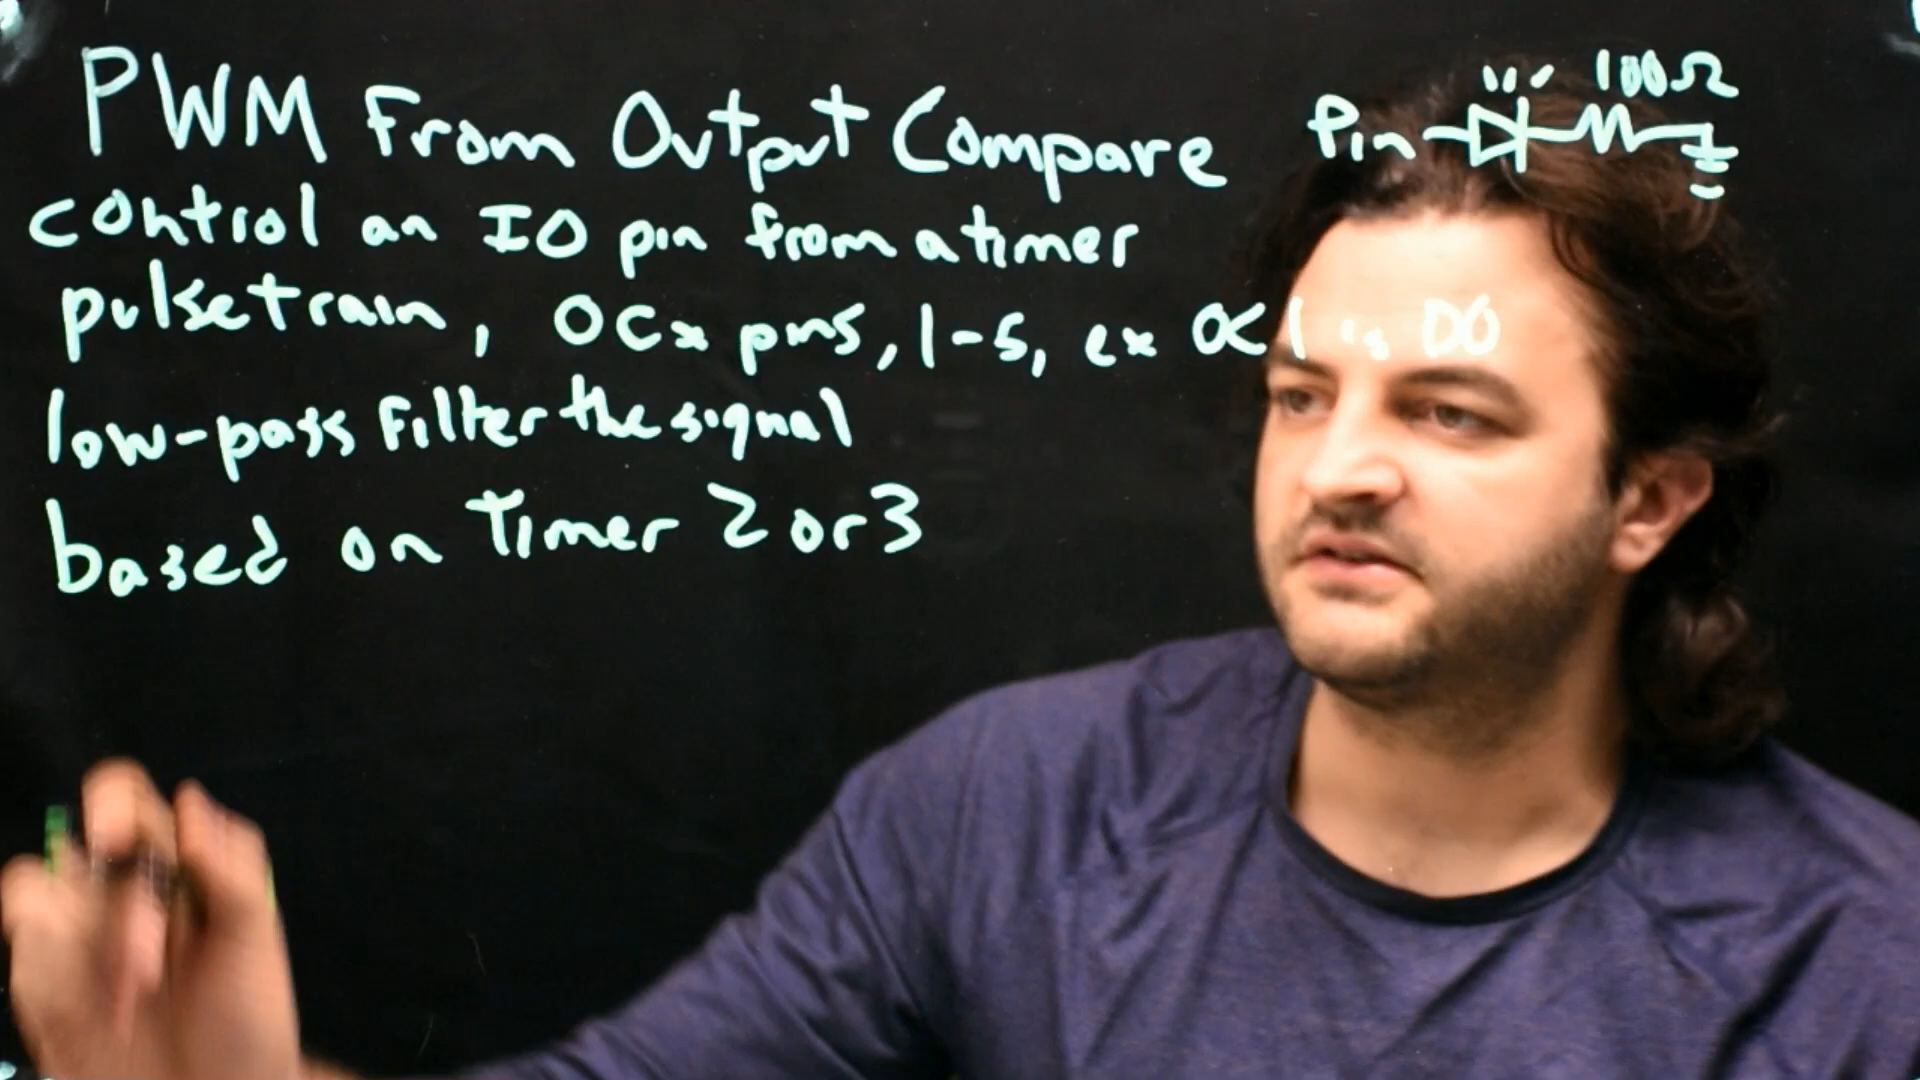 PWM From Output Compare
Pin 100Ω
control an IO pin from a timer
pulsetrain, OCx pins, 1-5, ex OC1 is D0
low-pass filter the signal
based on Timer 2 or 3